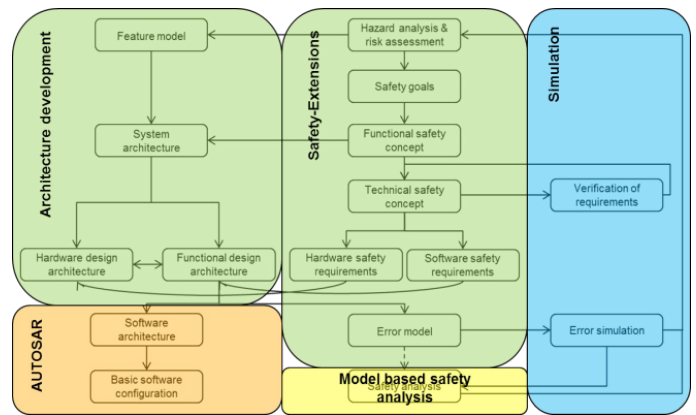 Architecture development
Feature model
System
architecture
Hardware design
architecture
Functional design
architecture
Safety-Extensions
Hazard analysis &
risk assessment
Safety goals
Functional safety
concept
Technical safety
concept
Hardware safety
requirements
Software safety
requirements
Error model
Simulation
Verification of
requirements
Error simulation
AUTOSAR
Software
architecture
Basic software
configuration
Model based safety
analysis
Safety analysis